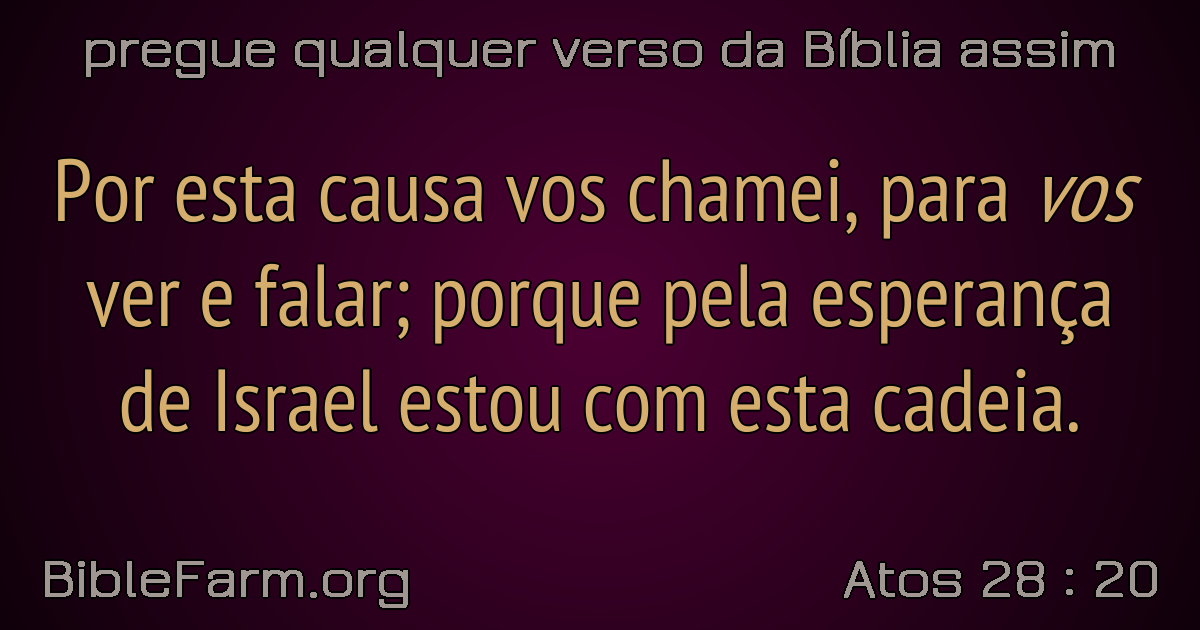 pregue qualquer verso da Bíblia assim
Por esta causa vos chamei, para vos
ver e falar; porque pela esperança
de Israel estou com esta cadeia.
BibleFarm.org
Atos 28 : 20